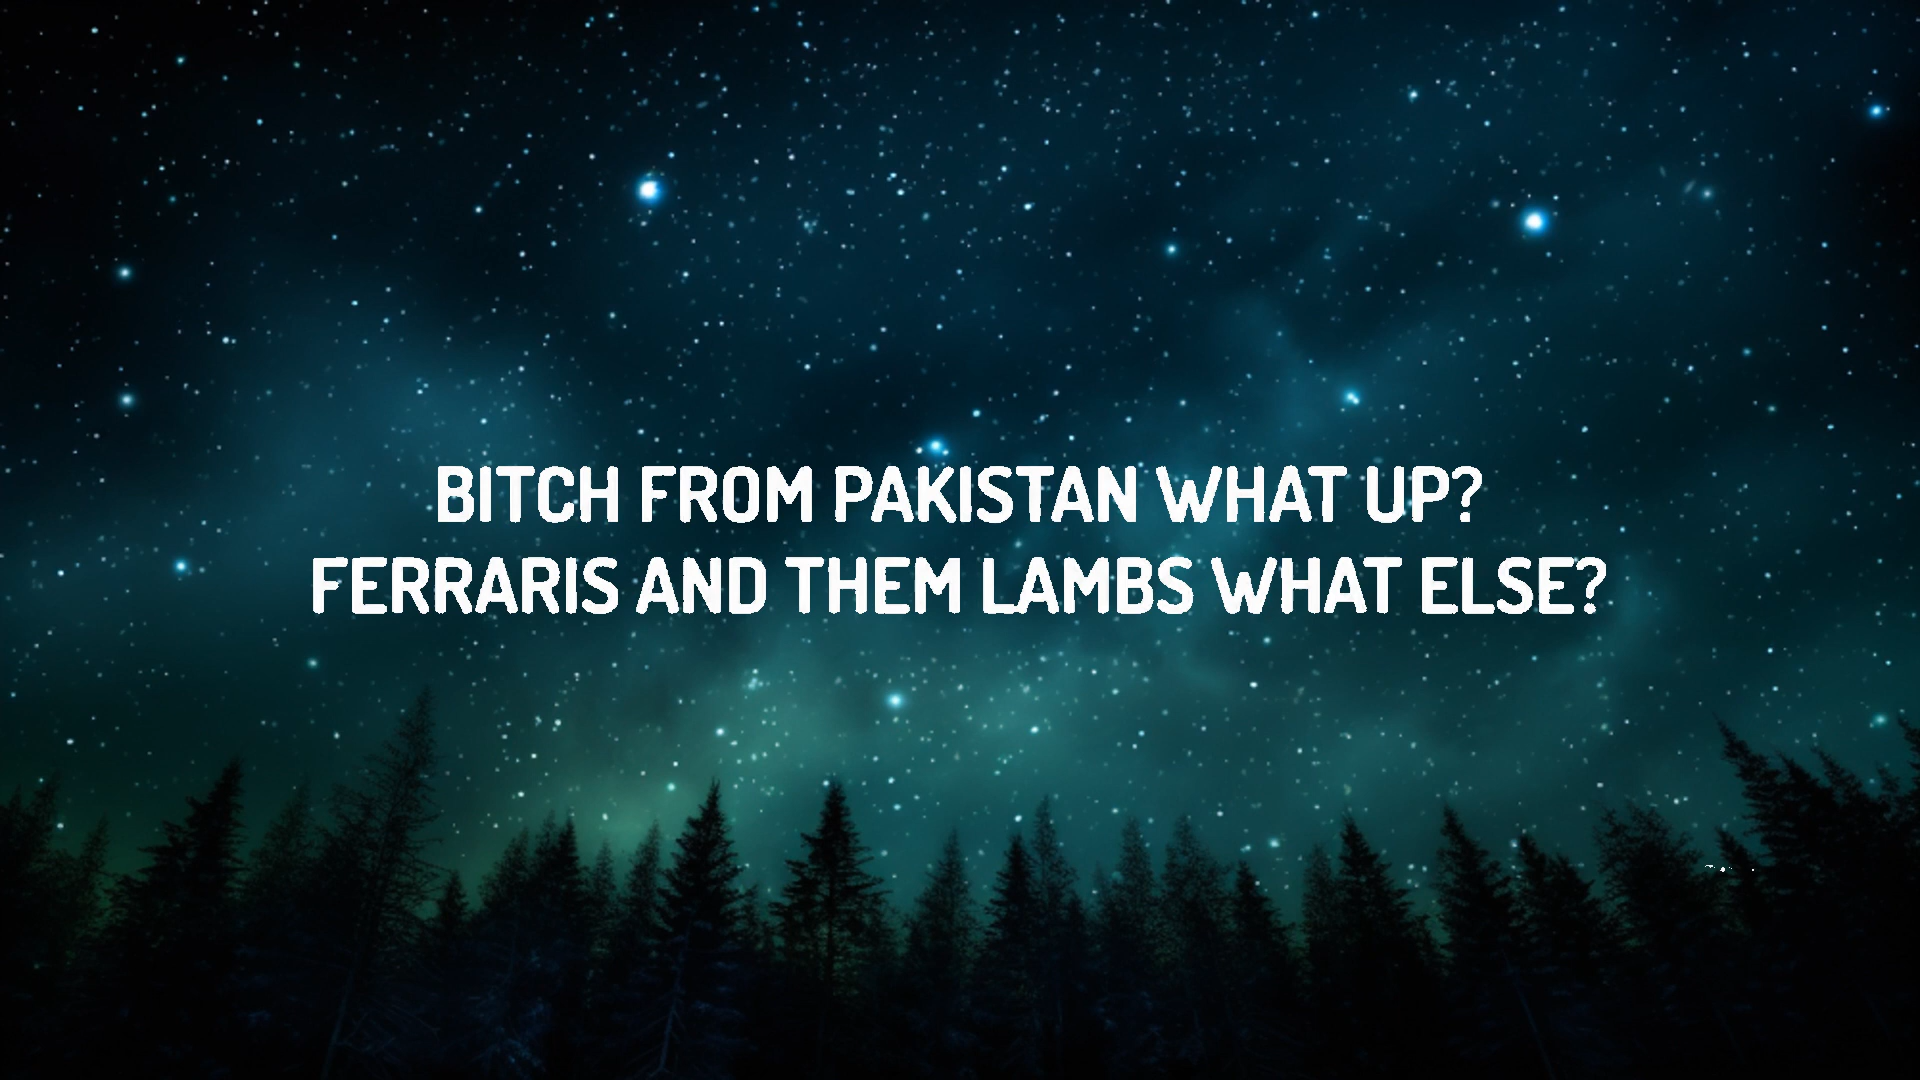 BITCH FROM PAKISTAN WHAT UP?
FERRARIS AND THEM LAMBS WHAT ELSE?